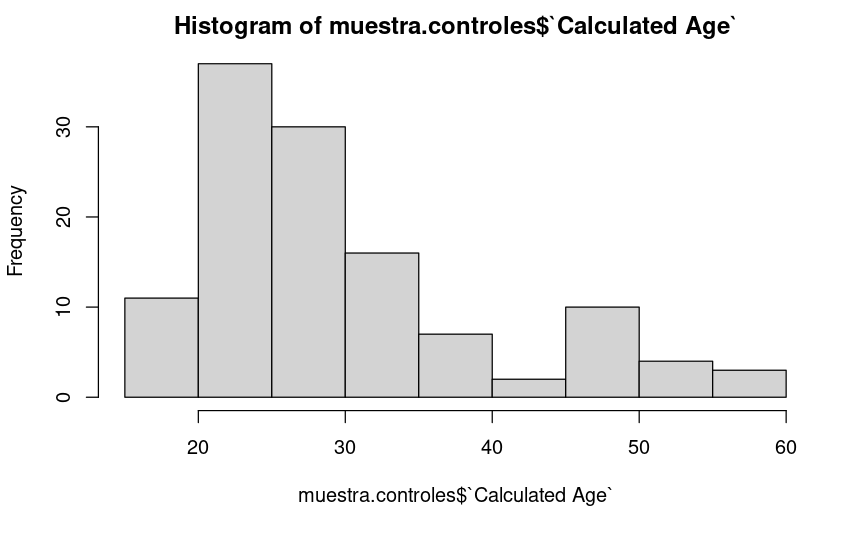 Histogram of muestra.controles$`Calculated Age`
Frequency
30
20
10
0
20 30 40 50 60
muestra.controles$`Calculated Age`